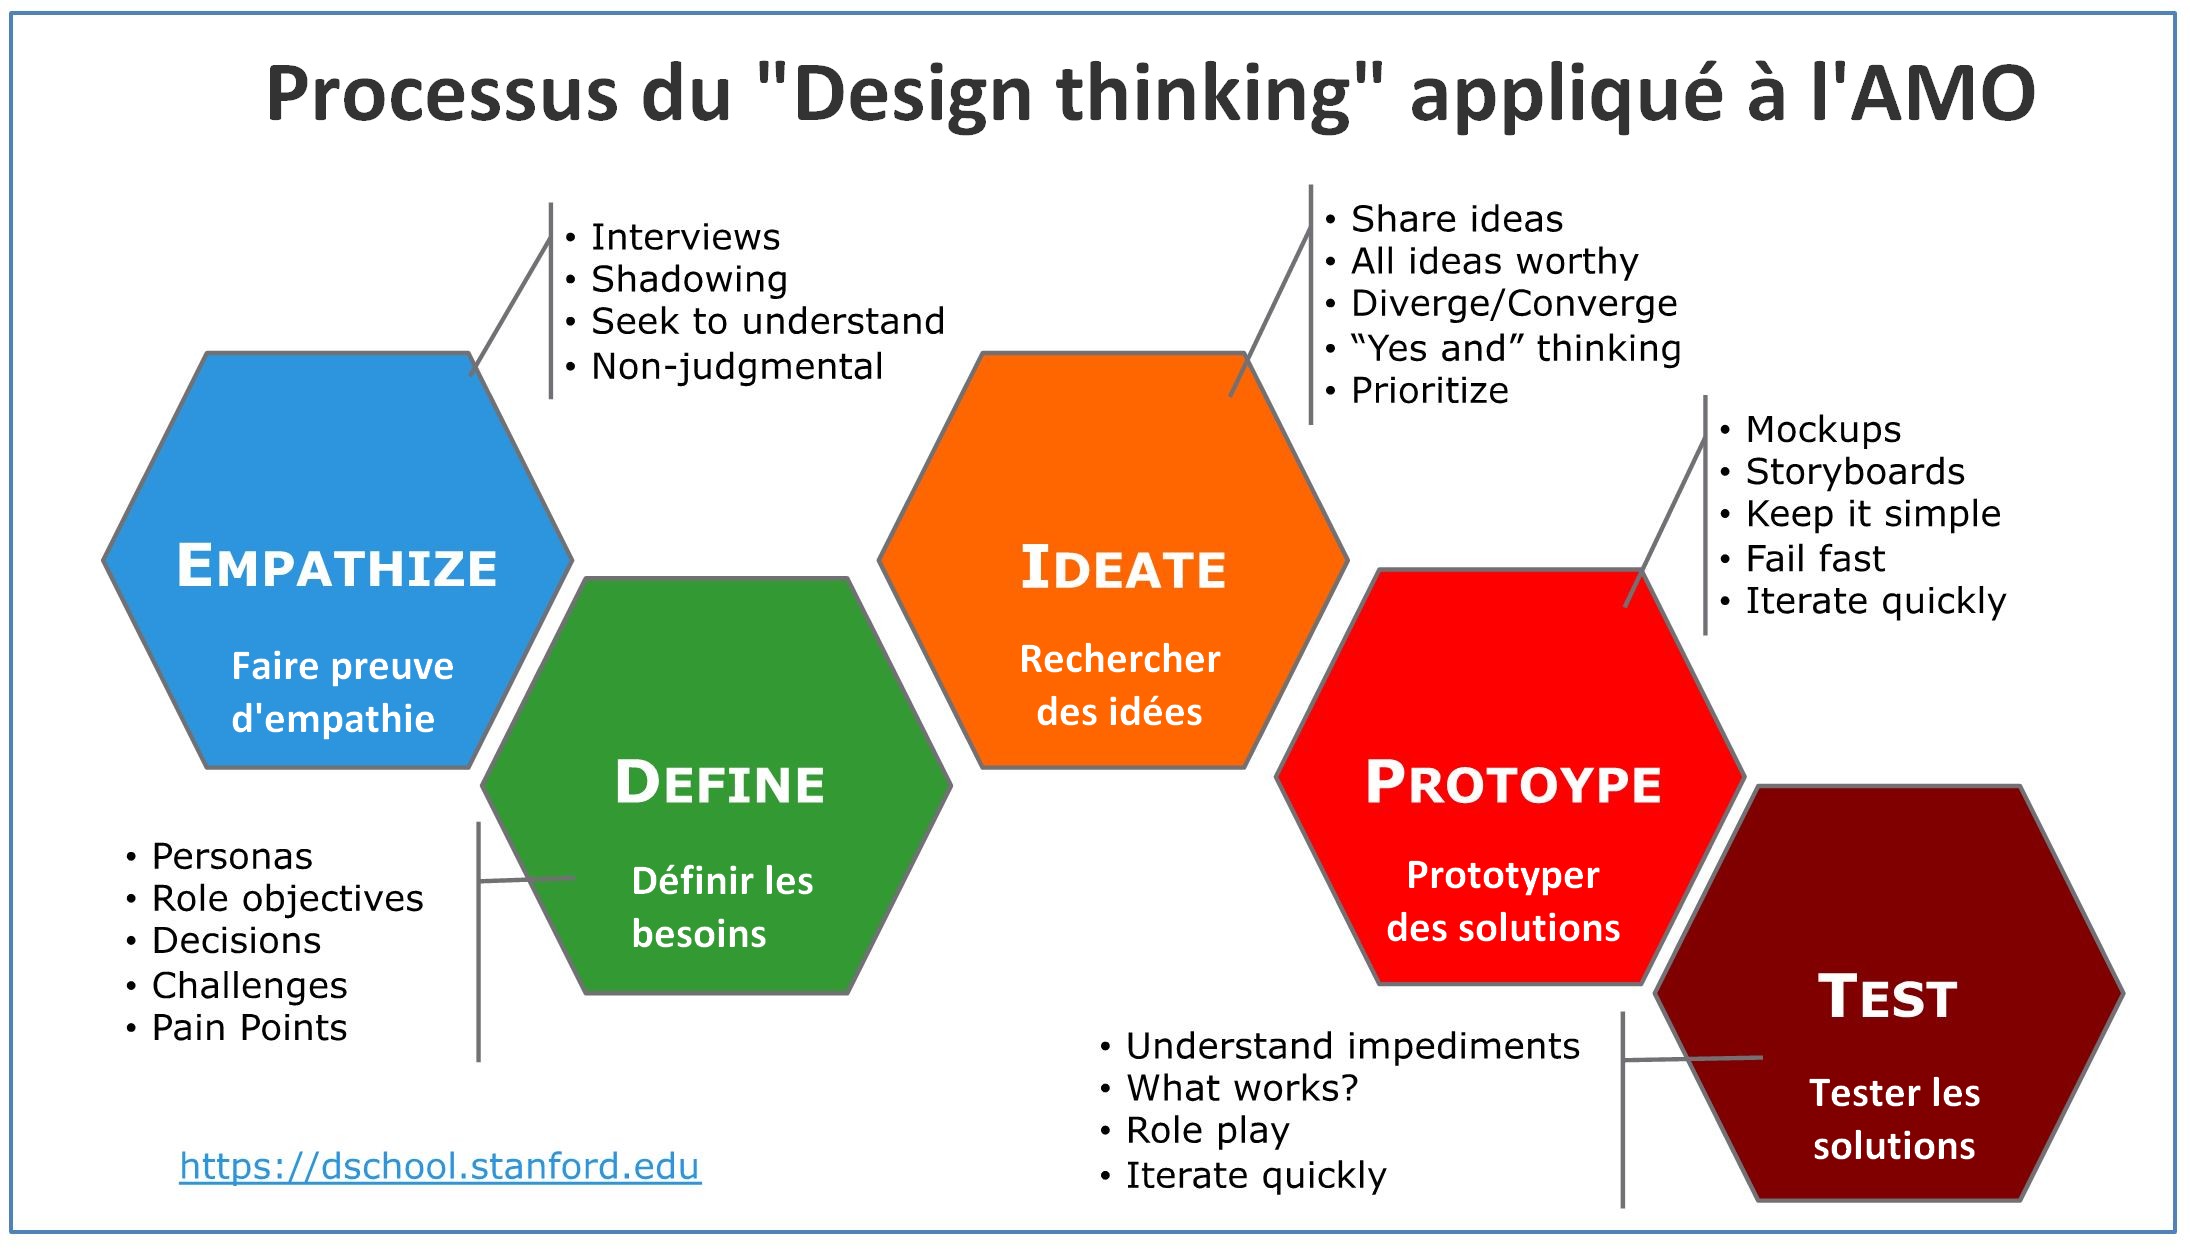 Processus du "Design thinking" appliqué à l'AMO
• Interviews
• Shadowing
• Seek to understand
• Non-judgmental
EMPATHIZE
Faire preuve
d'empathie
• Personas
• Role objectives
• Decisions
• Challenges
• Pain Points
DEFINE
Définir les
besoins
• Share ideas
• All ideas worthy
• Diverge/Converge
• “Yes and” thinking
• Prioritize
IDEATE
Rechercher
des idées
• Mockups
• Storyboards
• Keep it simple
• Fail fast
• Iterate quickly
PROTOYPE
Prototyper
des solutions
• Understand impediments
• What works?
• Role play
• Iterate quickly
TEST
Tester les
solutions
https://dschool.stanford.edu